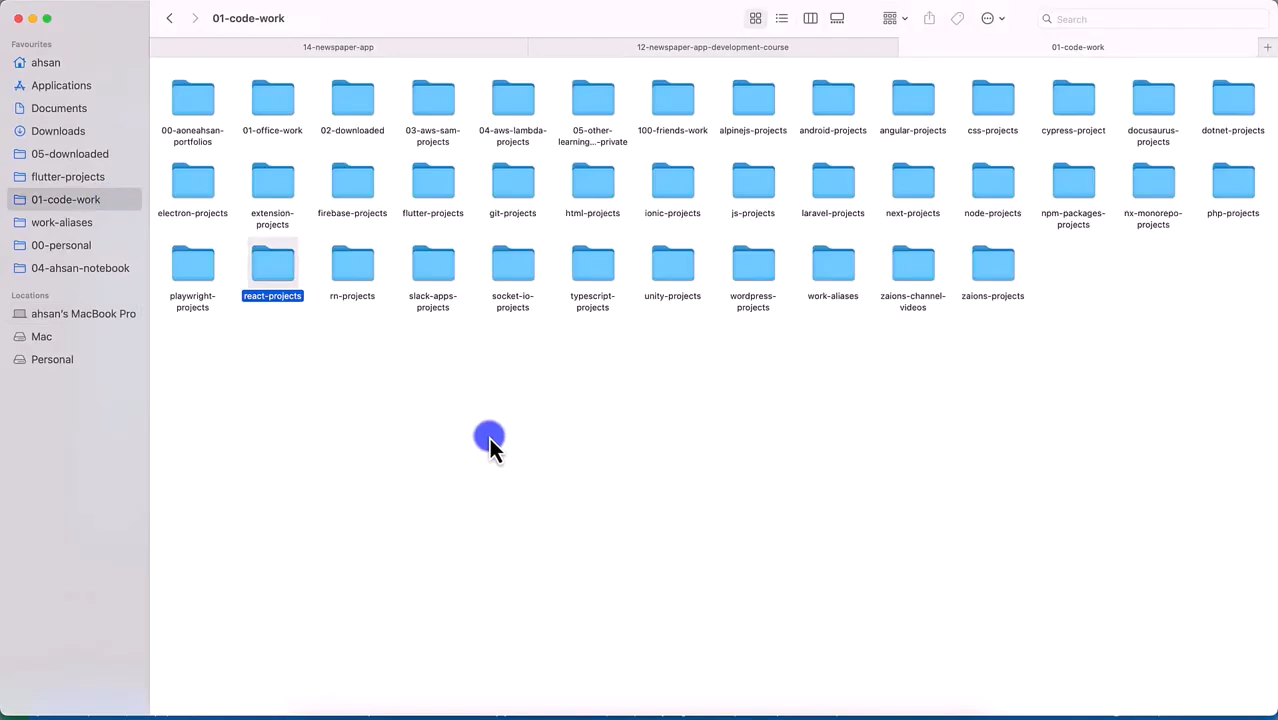 01-code-work
Search
14-newspaper-app
12-newspaper-app-development-course
01-code-work
Favourites
ahsan
Applications
Documents
Downloads
05-downloaded
flutter-projects
01-code-work
work-aliases
00-personal
04-ahsan-notebook
Locations
ahsan's MacBook Pro
Mac
Personal
00-aoneahsan-
portfolios
01-office-work
02-downloaded
03-aws-sam-
projects
04-aws-lambda-
projects
05-other-
learning...-private
100-friends-work
alpinejs-projects
android-projects
angular-projects
css-projects
cypress-project
docusaurus-
projects
dotnet-projects
electron-projects
extension-
projects
firebase-projects
flutter-projects
git-projects
html-projects
ionic-projects
js-projects
laravel-projects
next-projects
node-projects
npm-packages-
projects
nx-monorepo-
projects
php-projects
playwright-
projects
react-projects
rn-projects
slack-apps-
projects
socket-io-
projects
typescript-
projects
unity-projects
wordpress-
projects
work-aliases
zaions-channel-
videos
zaions-projects